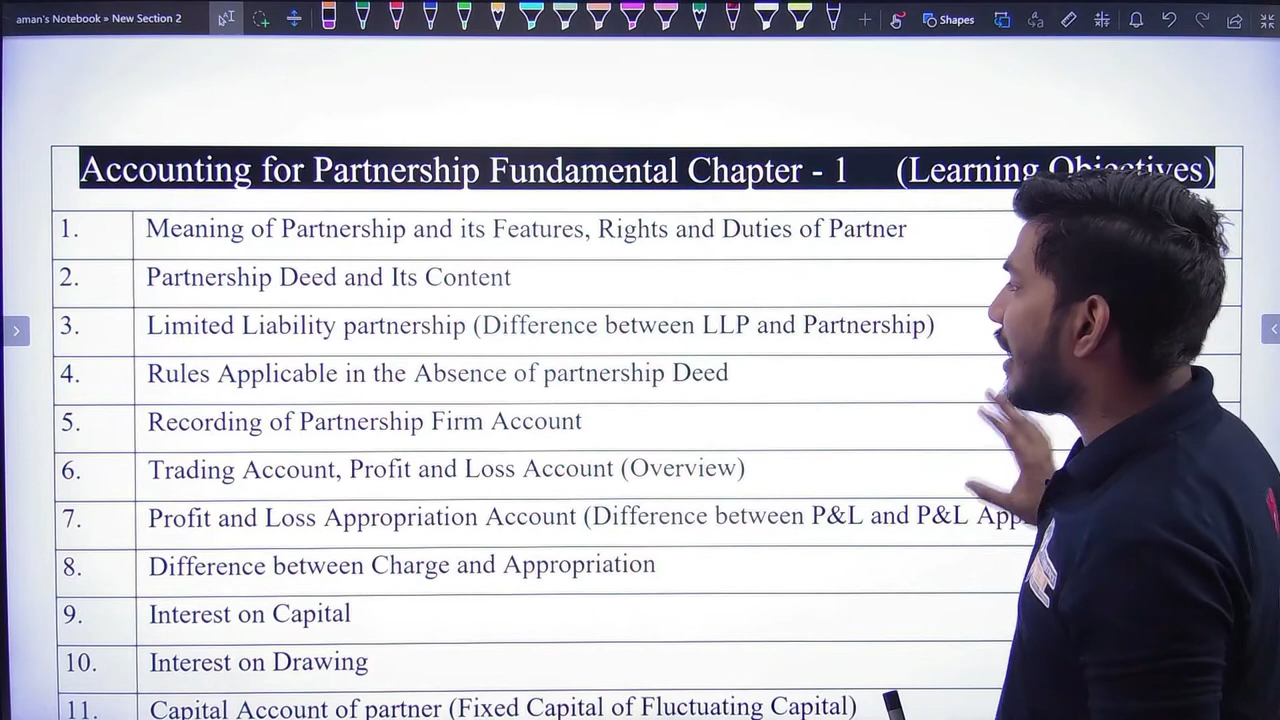 aman's Notebook » New Section 2
Shapes
Accounting for Partnership Fundamental Chapter - 1 (Learning Objectives)
1. Meaning of Partnership and its Features, Rights and Duties of Partner
2. Partnership Deed and Its Content
3. Limited Liability partnership (Difference between LLP and Partnership)
4. Rules Applicable in the Absence of partnership Deed
5. Recording of Partnership Firm Account
6. Trading Account, Profit and Loss Account (Overview)
7. Profit and Loss Appropriation Account (Difference between P&L and P&L App
8. Difference between Charge and Appropriation
9. Interest on Capital
10. Interest on Drawing
11. Capital Account of partner (Fixed Capital of Fluctuating Capital)